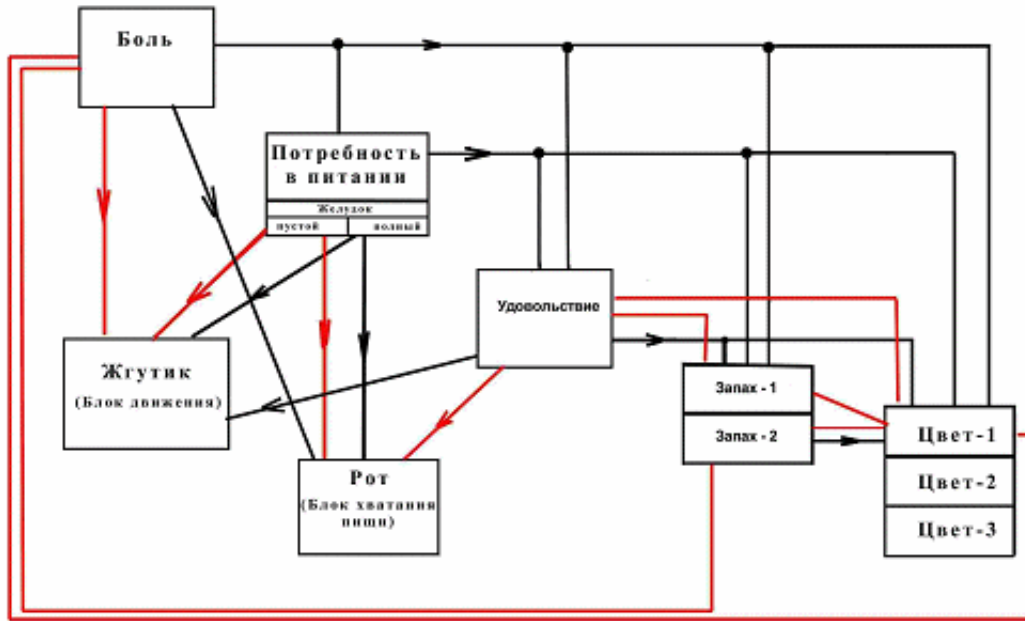 Боль
Потребность
в питании
Желудок
пустой полный
Удовольствие
Жгутик
(Блок движения)
Запах - 1
Запах - 2
Цвет-1
Цвет-2
Цвет-3
Рот
(Блок хватания
пищи)